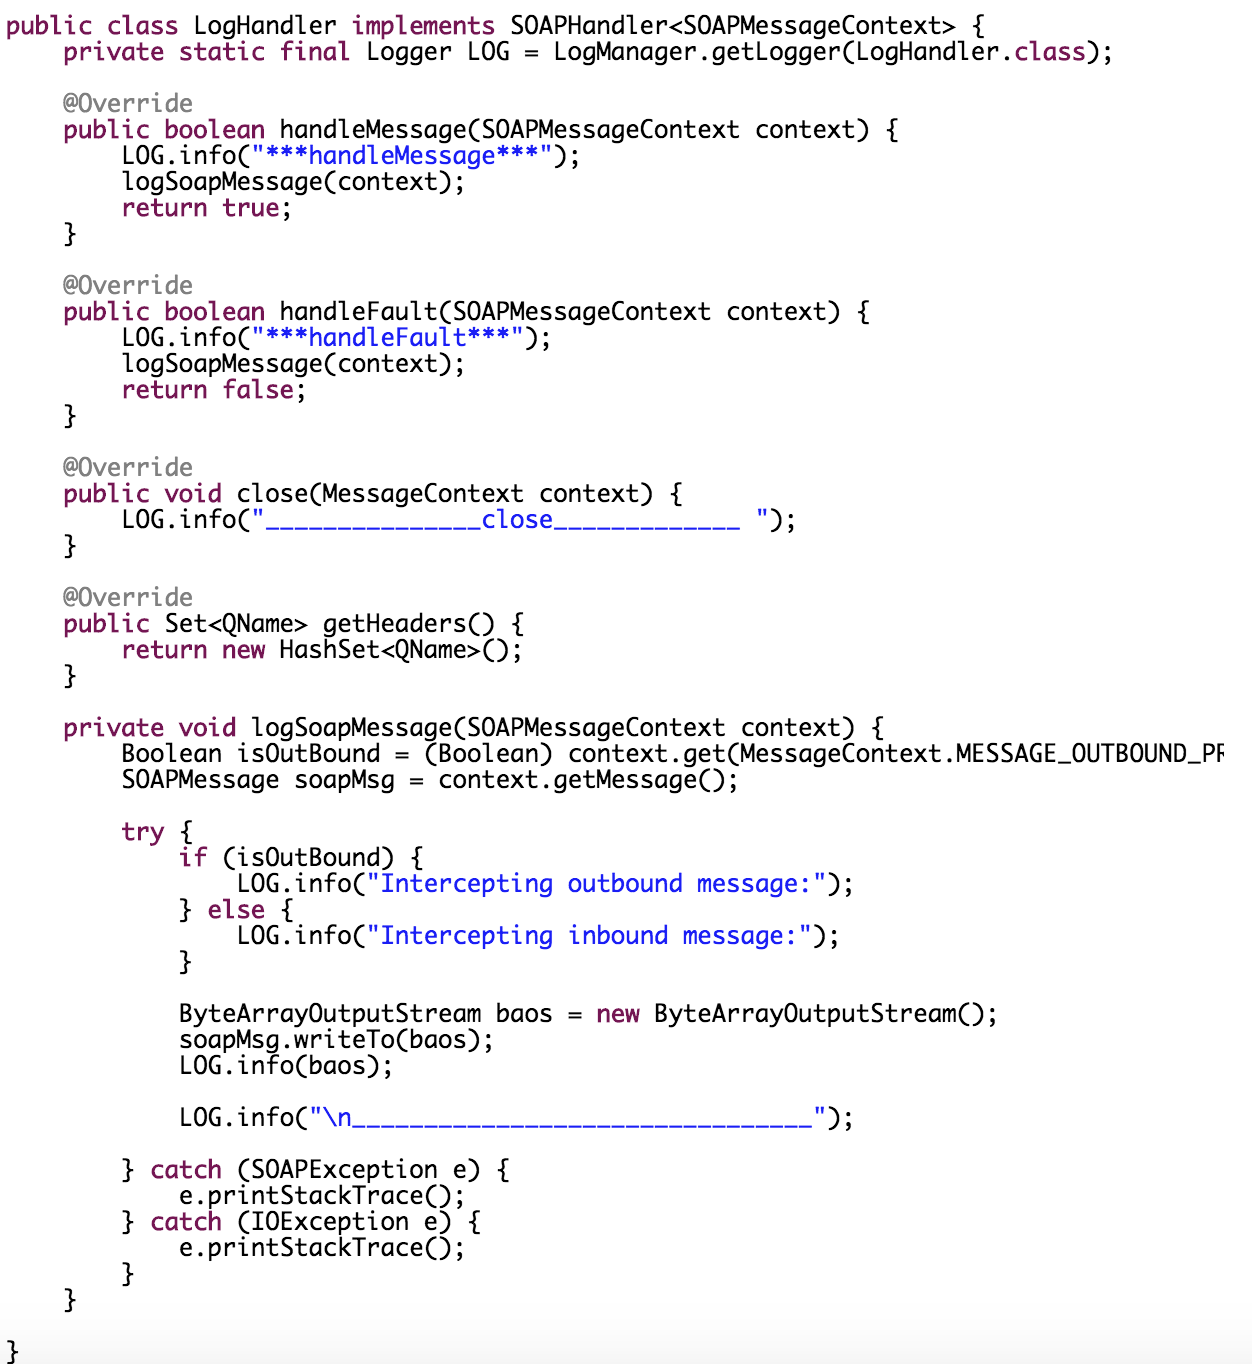 public class LogHandler implements SOAPHandler<SOAPMessageContext> {
    private static final Logger LOG = LogManager.getLogger(LogHandler.class);

    @Override
    public boolean handleMessage(SOAPMessageContext context) {
        LOG.info("***handleMessage***");
        logSoapMessage(context);
        return true;
    }

    @Override
    public boolean handleFault(SOAPMessageContext context) {
        LOG.info("***handleFault***");
        logSoapMessage(context);
        return false;
    }

    @Override
    public void close(MessageContext context) {
        LOG.info("_______________close_____________ ");
    }

    @Override
    public Set<QName> getHeaders() {
        return new HashSet<QName>();
    }

    private void logSoapMessage(SOAPMessageContext context) {
        Boolean isOutBound = (Boolean) context.get(MessageContext.MESSAGE_OUTBOUND_PR
        SOAPMessage soapMsg = context.getMessage();

        try {
            if (isOutBound) {
                LOG.info("Intercepting outbound message:");
            } else {
                LOG.info("Intercepting inbound message:");
            }

            ByteArrayOutputStream baos = new ByteArrayOutputStream();
            soapMsg.writeTo(baos);
            LOG.info(baos);

            LOG.info("\n________________________________");

        } catch (SOAPException e) {
            e.printStackTrace();
        } catch (IOException e) {
            e.printStackTrace();
        }
    }

}